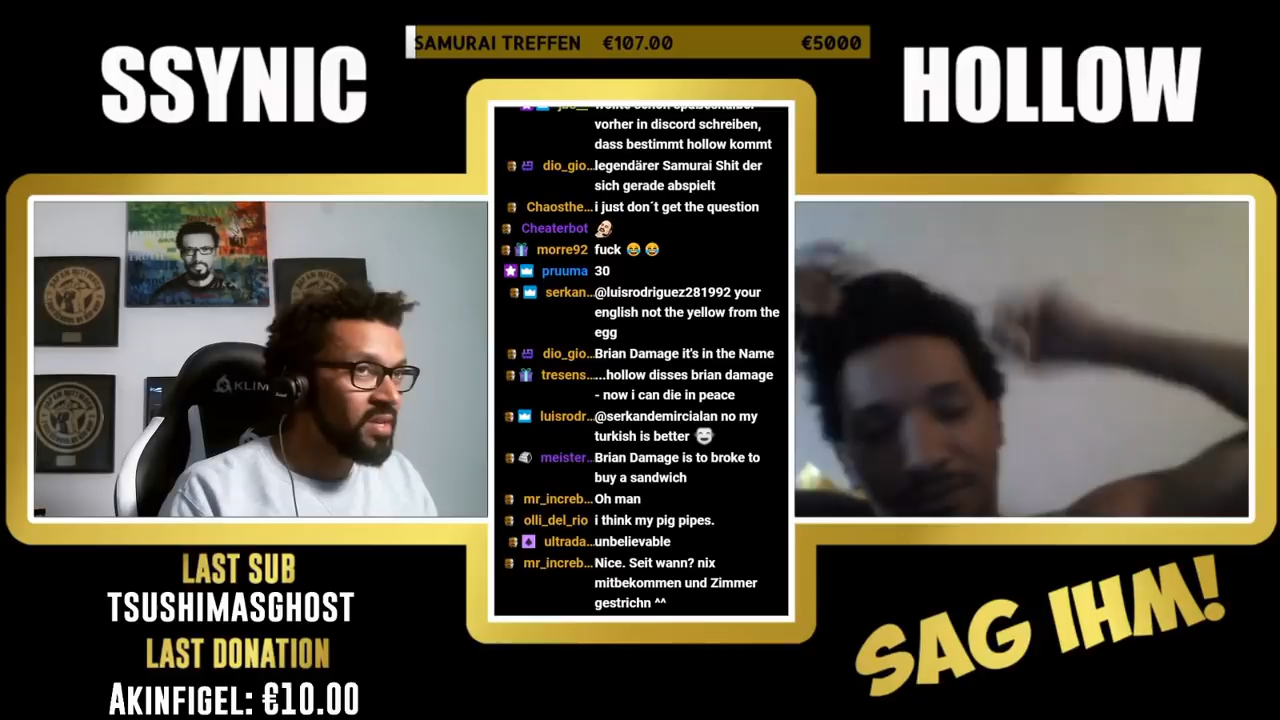 SSYNIC
SAMURAI TREFFEN €107.00 €5000
HOLLOW
vorher in discord schreiben,
dass bestimmt hollow kommt
dio_gio... legendärer Samurai Shit der
sich gerade abspielt
Chaosthe... i just don´t get the question
Cheaterbot
morre92 fuck 😂 😂
pruuma 30
serkan... @luisrodriguez281992 your
english not the yellow from the
egg
dio_gio... Brian Damage it's in the Name
tresens... ...hollow disses brian damage
- now i can die in peace
luisrodr... @serkandemircialan no my
turkish is better
meister... Brian Damage is to broke to
buy a sandwich
mr_increb... Oh man
olli_del_rio i think my pig pipes.
ultrada... unbelievable
mr_increb... Nice. Seit wann? nix
mitbekommen und Zimmer
gestrichn ^^
KLIM
LAST SUB
TSUSHIMASGHOST
LAST DONATION
AKINFIGEL: €10.00
SAG IHM!